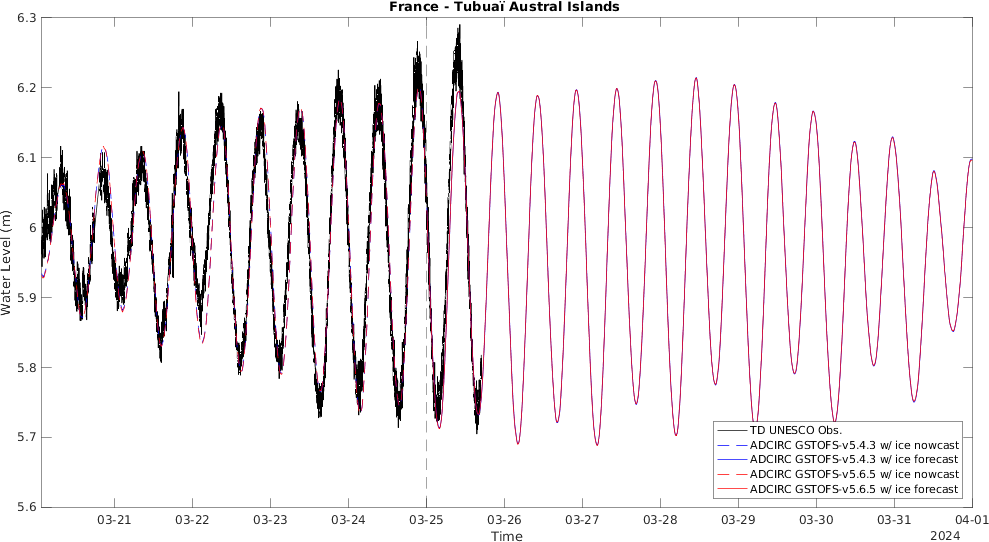 France - Tubuaï Austral Islands
6.3
6.2
6.1
6
5.9
5.8
5.7
5.6
Water Level (m)
03-21 03-22 03-23 03-24 03-25 03-26 03-27 03-28 03-29 03-30 03-31 04-01
Time
2024
TD UNESCO Obs.
ADCIRC GSTOFS-v5.4.3 w/ ice nowcast
ADCIRC GSTOFS-v5.4.3 w/ ice forecast
ADCIRC GSTOFS-v5.6.5 w/ ice nowcast
ADCIRC GSTOFS-v5.6.5 w/ ice forecast